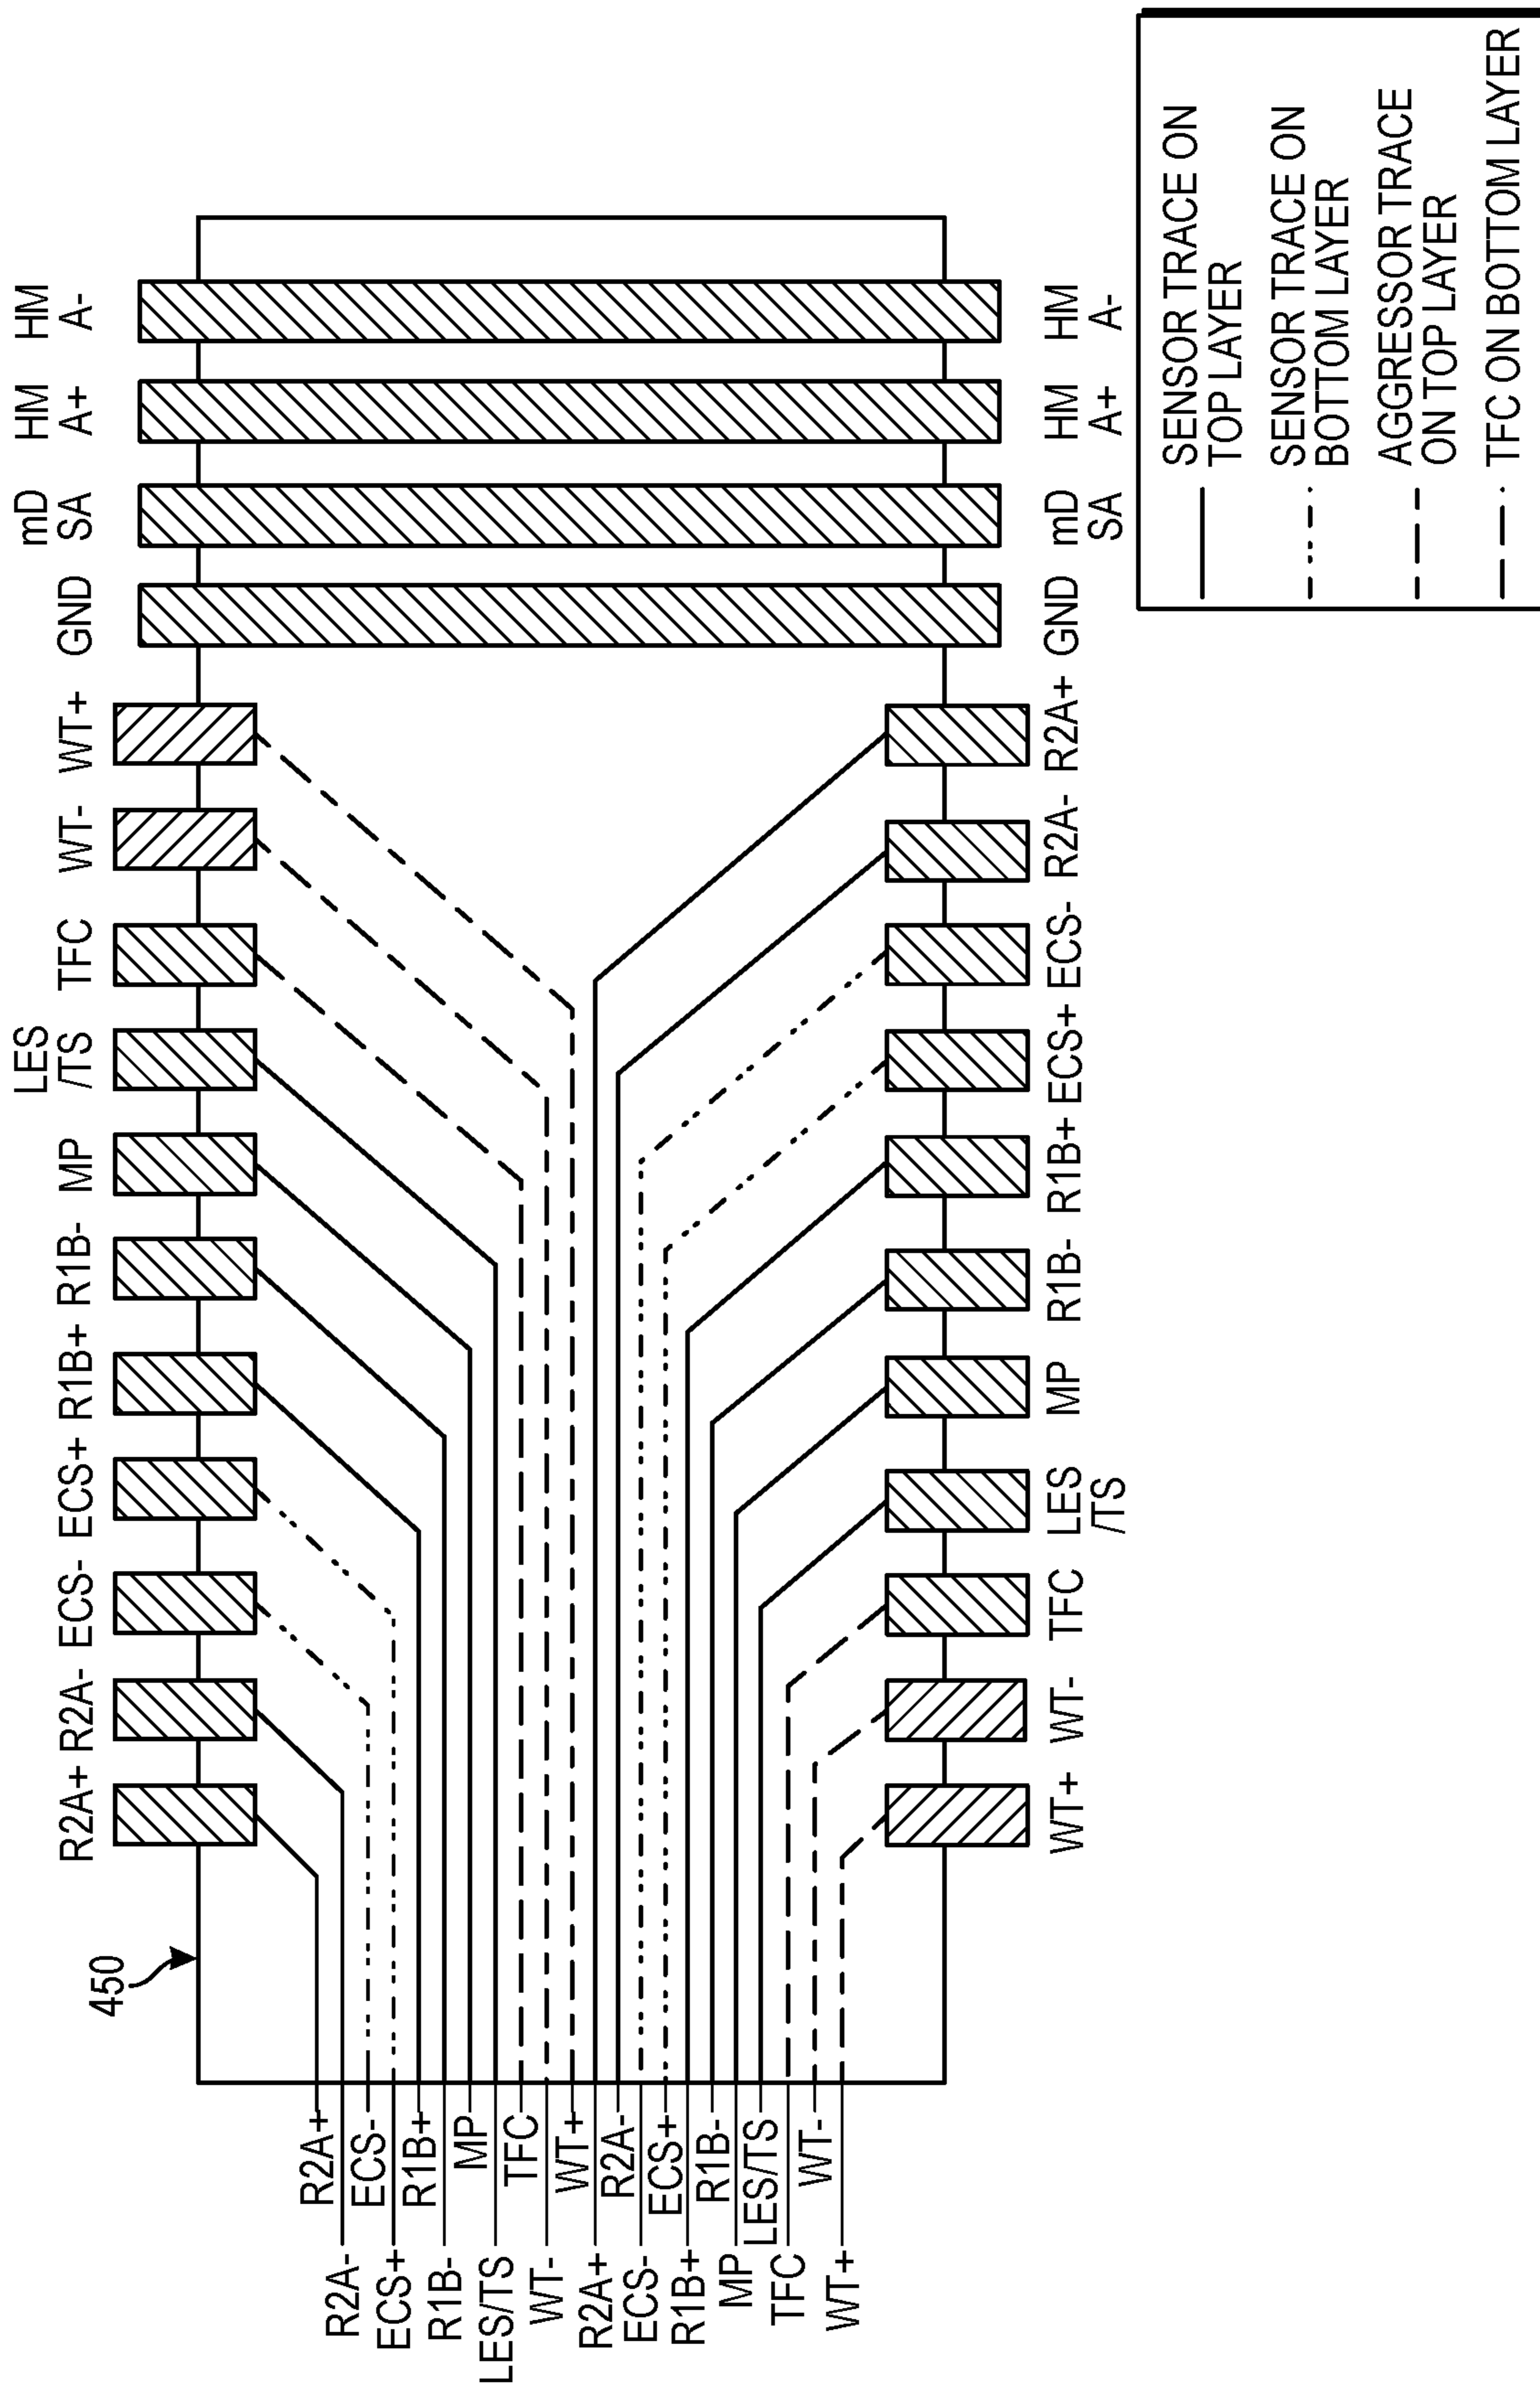 450
R2A+
R2A-
ECS-
ECS+
R1B+
R1B-
MP
LES
/TS
TFC
WT-
WT+
GND
mD
SA
HM
A+
HM
A-
R2A+
R2A-
ECS-
ECS+
R1B+
R1B-
MP
LES/TS
TFC
WT-
WT+
R2A+
R2A-
ECS-
ECS+
R1B+
R1B-
MP
LES/TS
TFC
WT-
WT+
WT+
WT-
TFC
LES
/TS
MP
R1B-
R1B+
ECS+
ECS-
R2A-
R2A+
GND
mD
SA
HM
A+
HM
A-
SENSOR TRACE ON
TOP LAYER
SENSOR TRACE ON
BOTTOM LAYER
AGGRESSOR TRACE
ON TOP LAYER
TFC ON BOTTOM LAYER